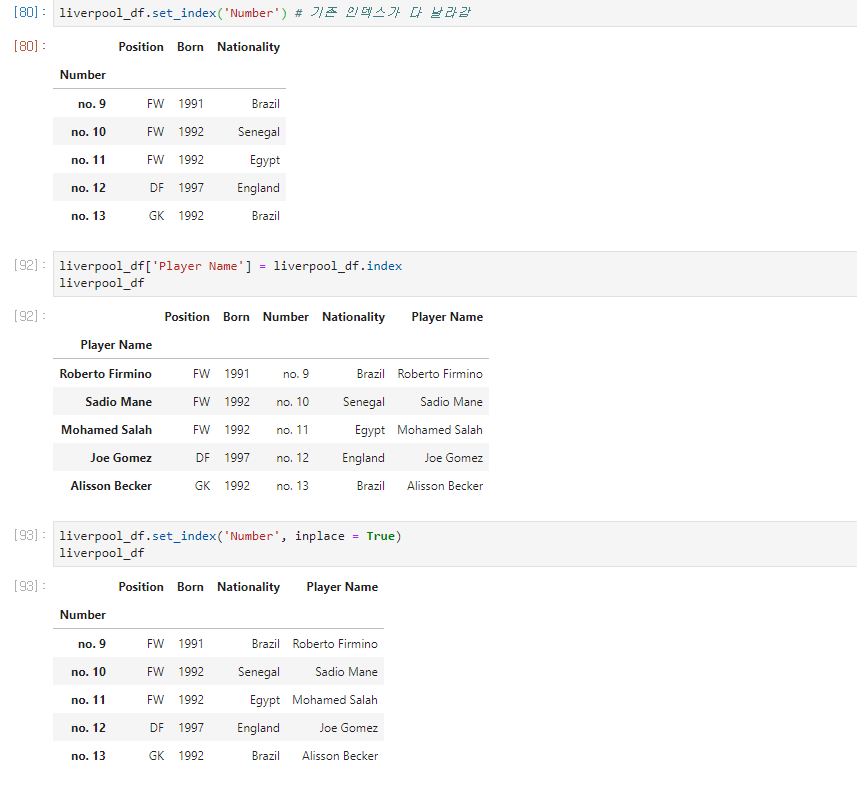 [80]: liverpool_df.set_index('Number') # 기존 인덱스가 다 날라감
[80]:
Position Born Nationality
Number
no. 9 FW 1991 Brazil
no. 10 FW 1992 Senegal
no. 11 FW 1992 Egypt
no. 12 DF 1997 England
no. 13 GK 1992 Brazil
[92]: liverpool_df['Player Name'] = liverpool_df.index
liverpool_df
[92]:
Position Born Number Nationality Player Name
Player Name
Roberto Firmino FW 1991 no. 9 Brazil Roberto Firmino
Sadio Mane FW 1992 no. 10 Senegal Sadio Mane
Mohamed Salah FW 1992 no. 11 Egypt Mohamed Salah
Joe Gomez DF 1997 no. 12 England Joe Gomez
Alisson Becker GK 1992 no. 13 Brazil Alisson Becker
[93]: liverpool_df.set_index('Number', inplace = True)
liverpool_df
[93]:
Position Born Nationality Player Name
Number
no. 9 FW 1991 Brazil Roberto Firmino
no. 10 FW 1992 Senegal Sadio Mane
no. 11 FW 1992 Egypt Mohamed Salah
no. 12 DF 1997 England Joe Gomez
no. 13 GK 1992 Brazil Alisson Becker